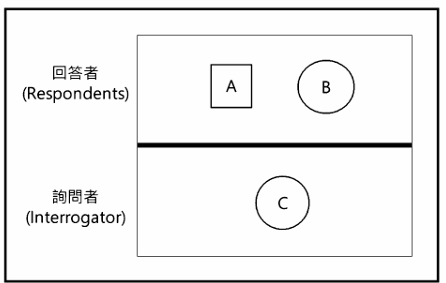 回答者
(Respondents)
A
B
詢問者
(Interrogator)
C